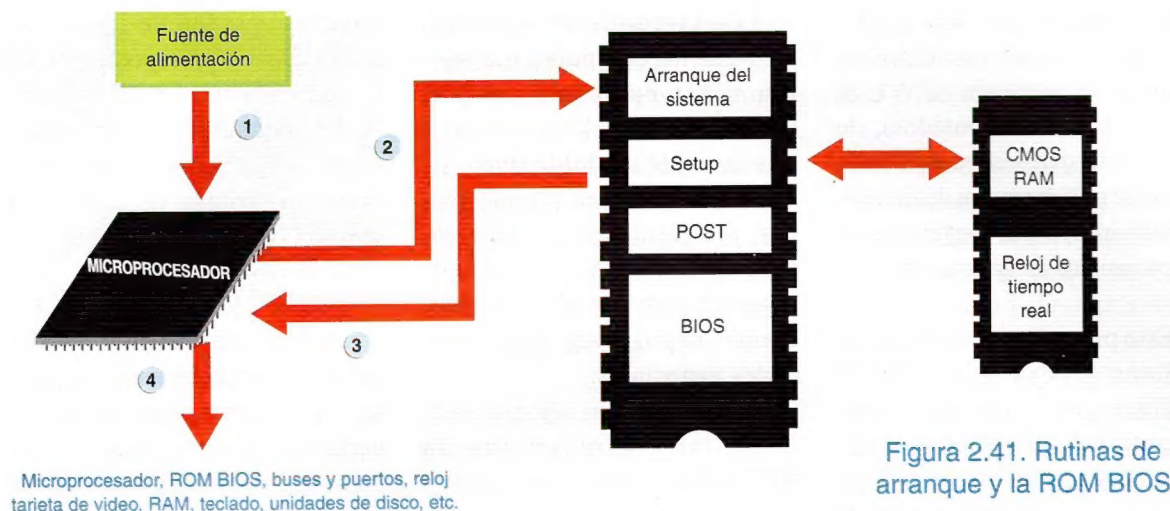 Fuente de
alimentación
1
2
3
4
MICROPROCESADOR
Arranque del
sistema
Setup
POST
BIOS
CMOS
RAM
Reloj de
tiempo
real
Microprocesador, ROM BIOS, buses y puertos, reloj
tarjeta de video, RAM, teclado, unidades de disco, etc.
Figura 2.41. Rutinas de
arranque y la ROM BIOS